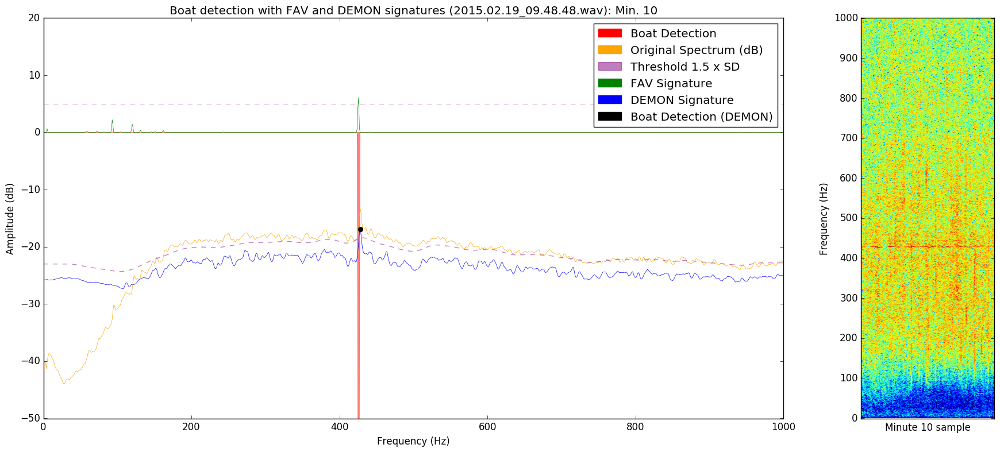 Boat detection with FAV and DEMON signatures (2015.02.19_09.48.48.wav): Min. 10
Boat Detection
Original Spectrum (dB)
Threshold 1.5 x SD
FAV Signature
DEMON Signature
Boat Detection (DEMON)
20
10
0
−10
−20
−30
−40
−50
Amplitude (dB)
0
200
400
600
800
1000
Frequency (Hz)
1000
900
800
700
600
500
400
300
200
100
0
Frequency (Hz)
Minute 10 sample